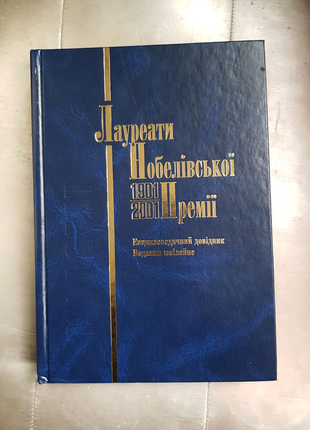 Лауреати
Нобелівської
1901
2001 Премії
Енциклопедичний довідник
Видання ювілейне